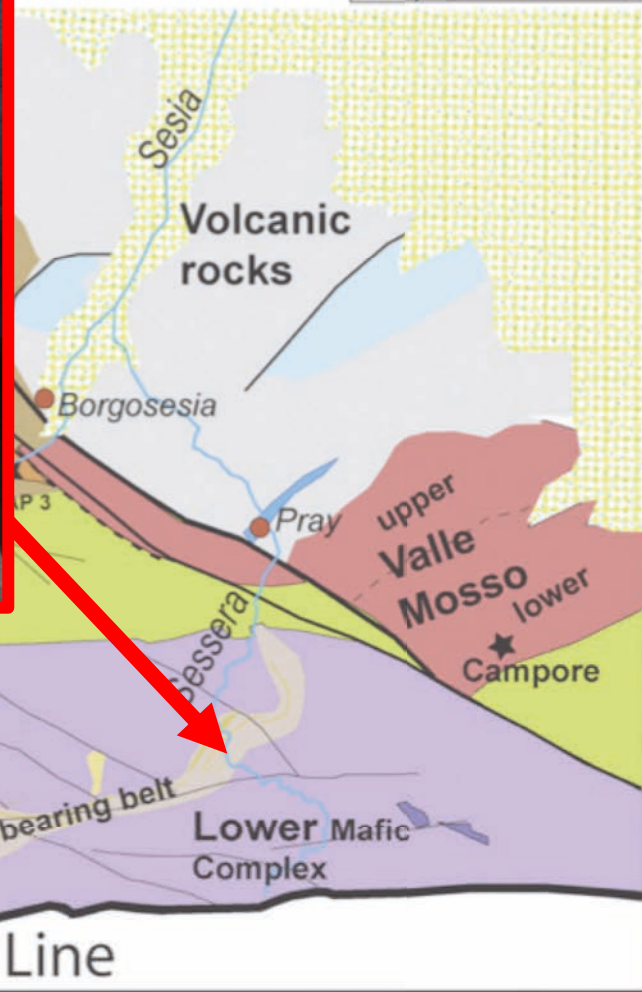 Sesia
Volcanic
rocks
Borgosesia
AP 3
Pray
upper
Valle
Mosso
lower
Sessera
Campore
bearing belt
Lower Mafic
Complex
Line